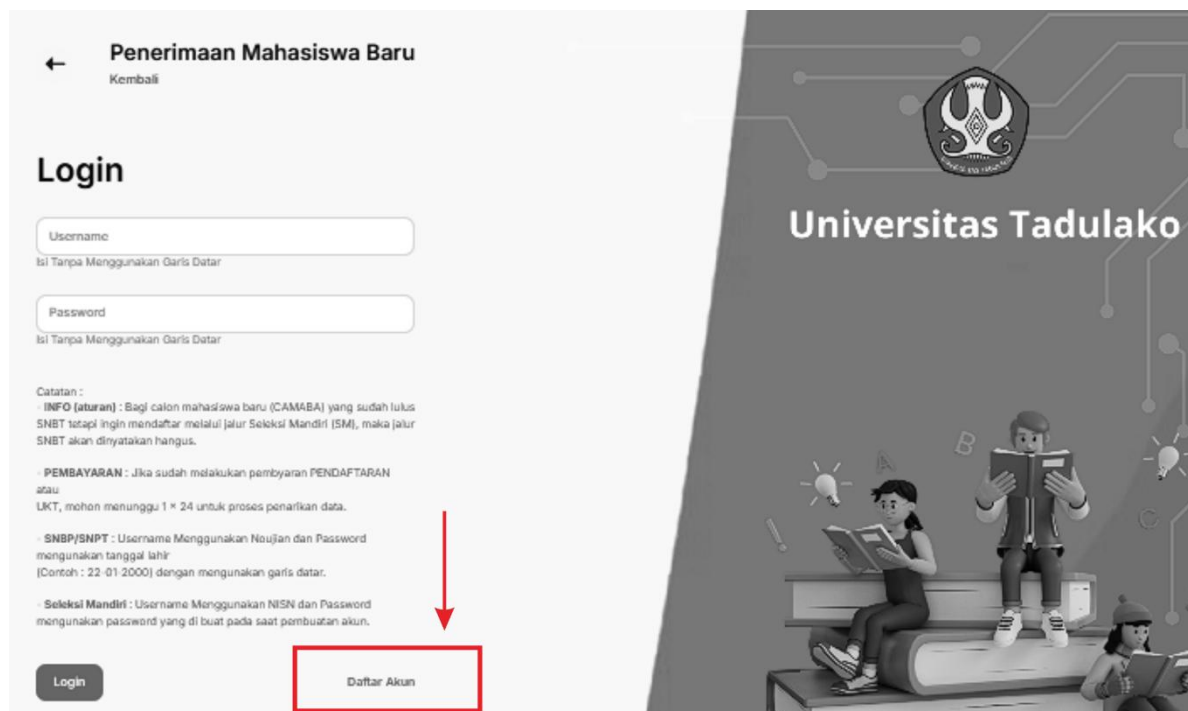 Penerimaan Mahasiswa Baru
Kembali
Login
Username
Isi Tanpa Menggunakan Garis Datar
Password
Isi Tanpa Menggunakan Garis Datar
Catatan :
- INFO (aturan) : Bagi calon mahasiswa baru (CAMABA) yang sudah lulus
SNBT tetapi ingin mendaftar melalui jalur Seleksi Mandiri (SM), maka jalur
SNBT akan dinyatakan hangus.
- PEMBAYARAN : Jika sudah melakukan pembyaran PENDAFTARAN
atau
UKT, mohon menunggu 1 × 24 untuk proses penarikan data.
- SNBP/SNPT : Username Menggunakan Noujian dan Password
mengunakan tanggal lahir
(Contoh : 22-01-2000) dengan mengunakan garis datar.
- Seleksi Mandiri : Username Menggunakan NISN dan Password
mengunakan password yang di buat pada saat pembuatan akun.
Login
Daftar Akun
Universitas Tadulako
A
B
C